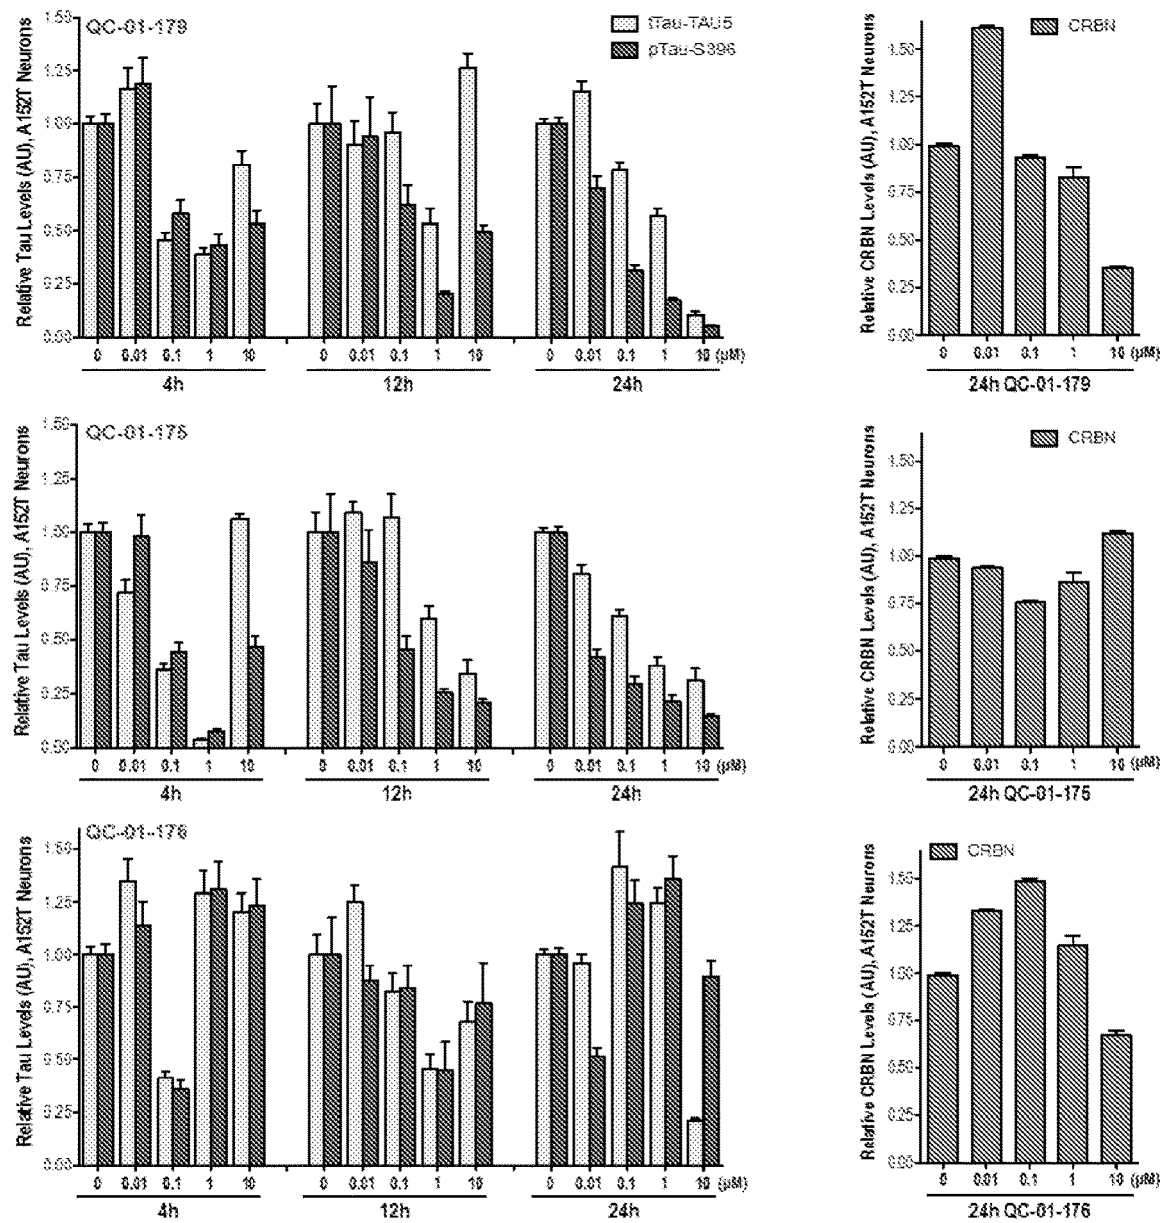 QC-01-179
tTau-TAU5
pTau-S396
Relative Tau Levels (AU), A152T Neurons
1.50
1.25
1.00
0.75
0.50
0.25
0.00
0 0.01 0.1 1 10 0 0.01 0.1 1 10 0 0.01 0.1 1 10 (μM)
4h 12h 24h
CRBN
Relative CRBN Levels (AU), A152T Neurons
1.50
1.00
0.75
0.50
0.25
0.00
0 0.01 0.1 1 10 (μM)
24h QC-01-179
QC-01-175
Relative Tau Levels (AU), A152T Neurons
1.50
1.25
1.00
0.75
0.50
0.25
0.00
0 0.01 0.1 1 10 0 0.01 0.1 1 10 0 0.01 0.1 1 10 (μM)
4h 12h 24h
CRBN
Relative CRBN Levels (AU), A152T Neurons
1.50
1.25
1.00
0.75
0.50
0.25
0.00
0 0.01 0.1 1 10 (μM)
24h QC-01-175
QC-01-176
Relative Tau Levels (AU), A152T Neurons
1.50
1.25
1.00
0.75
0.50
0.25
0.00
0 0.01 0.1 1 10 0 0.01 0.1 1 10 0 0.01 0.1 1 10 (μM)
4h 12h 24h
CRBN
Relative CRBN Levels (AU), A152T Neurons
1.50
1.25
1.00
0.75
0.50
0.25
0.00
0 0.01 0.1 1 10 (μM)
24h QC-01-176